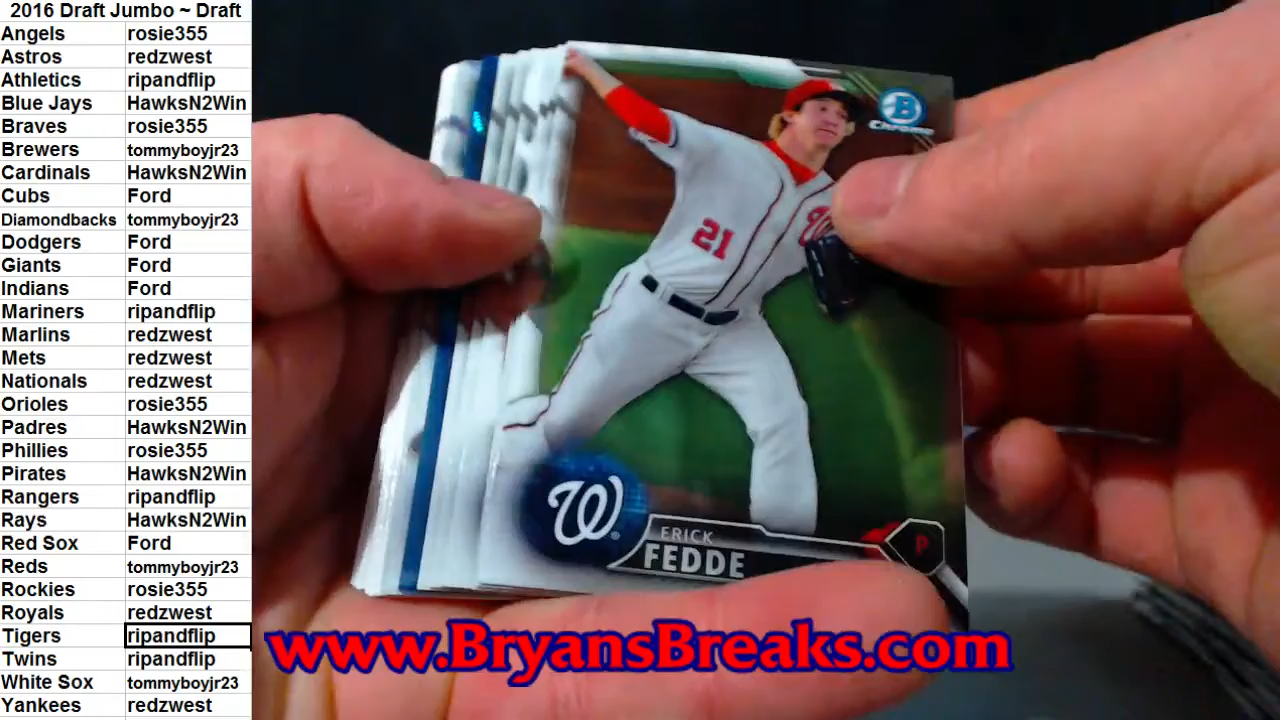 2016 Draft Jumbo ~ Draft
Angels rosie355
Astros redzwest
Athletics ripandflip
Blue Jays HawksN2Win
Braves rosie355
Brewers tommyboyjr23
Cardinals HawksN2Win
Cubs Ford
Diamondbacks tommyboyjr23
Dodgers Ford
Giants Ford
Indians Ford
Mariners ripandflip
Marlins redzwest
Mets redzwest
Nationals redzwest
Orioles rosie355
Padres HawksN2Win
Phillies rosie355
Pirates HawksN2Win
Rangers ripandflip
Rays HawksN2Win
Red Sox Ford
Reds tommyboyjr23
Rockies rosie355
Royals redzwest
Tigers ripandflip
Twins ripandflip
White Sox tommyboyjr23
Yankees redzwest
B
Chrome
21
W
ERICK
FEDDE
P
www.BryansBreaks.com